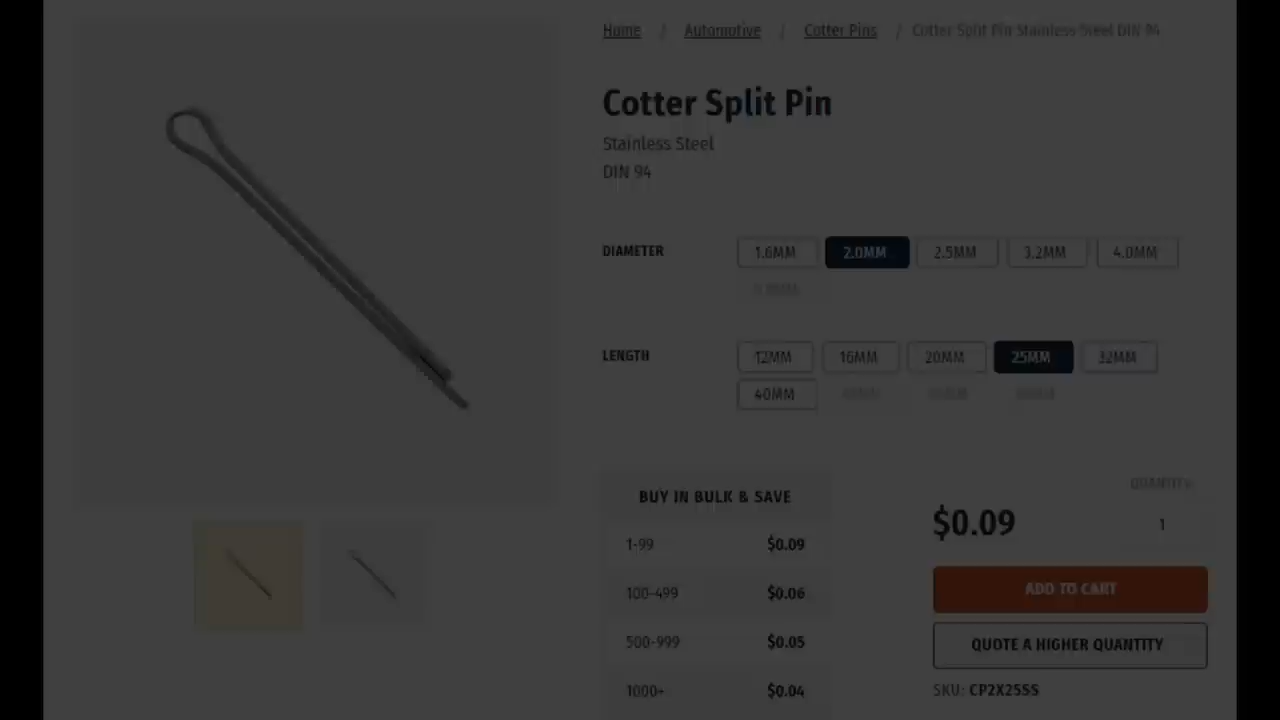 Home / Automotive / Cotter Pins / Cotter Split Pin Stainless Steel DIN 94
Cotter Split Pin
Stainless Steel
DIN 94
DIAMETER
1.6MM 2.0MM 2.5MM 3.2MM 4.0MM
LENGTH
12MM 16MM 20MM 25MM 32MM
40MM
BUY IN BULK & SAVE
1-99 $0.09
100-499 $0.06
500-999 $0.05
1000+ $0.04
QUANTITY
$0.09 1
ADD TO CART
QUOTE A HIGHER QUANTITY
SKU: CP2X25SS